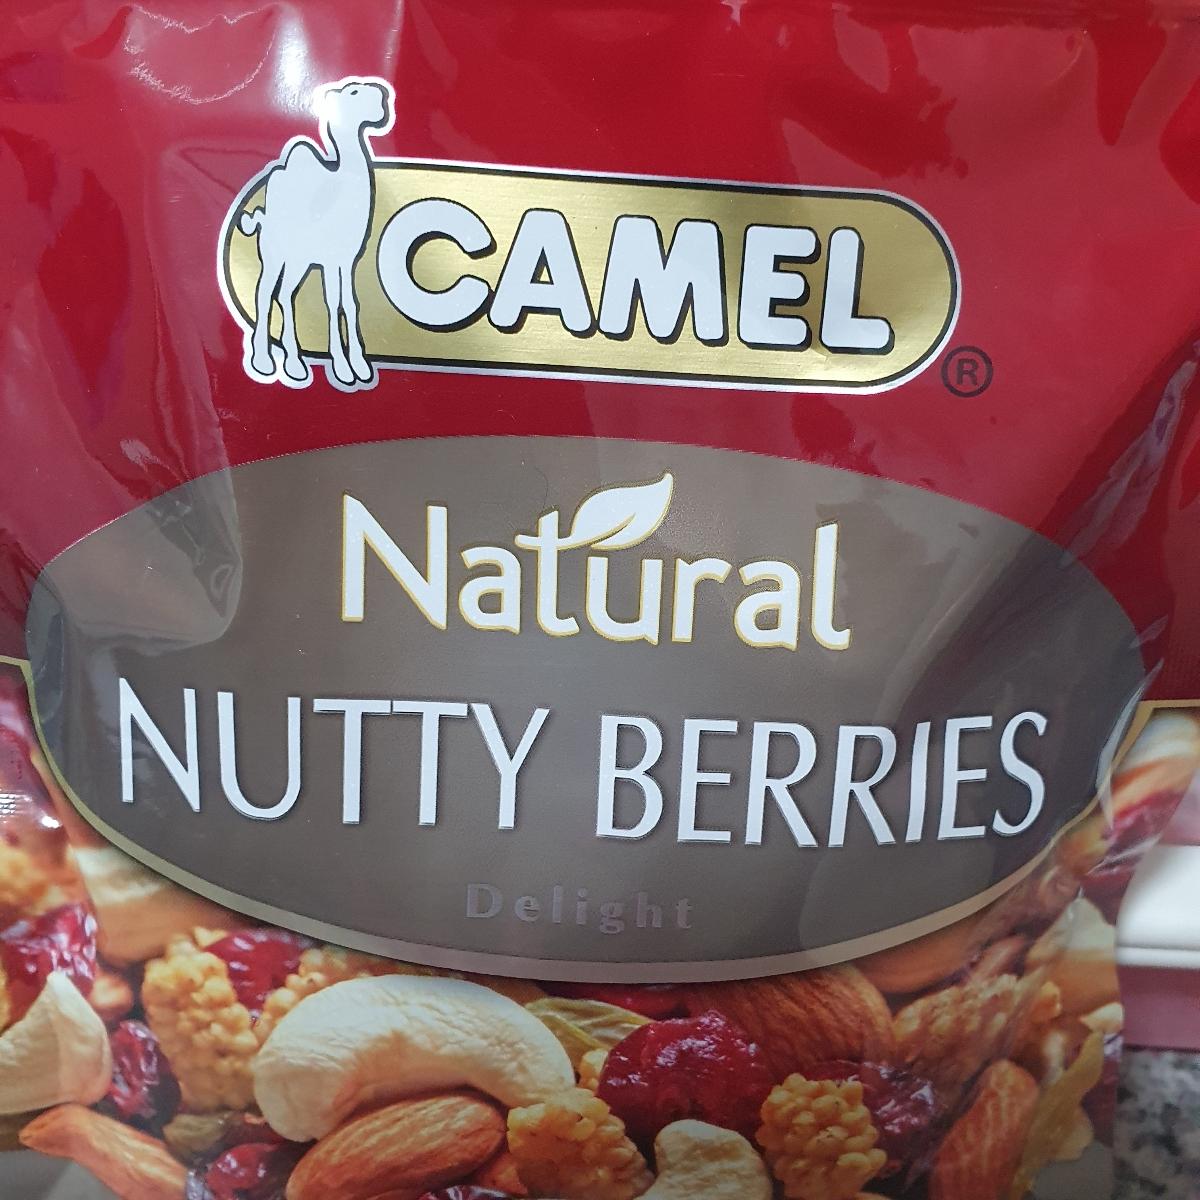 CAMEL
®
Natural
NUTTY BERRIES
Delight